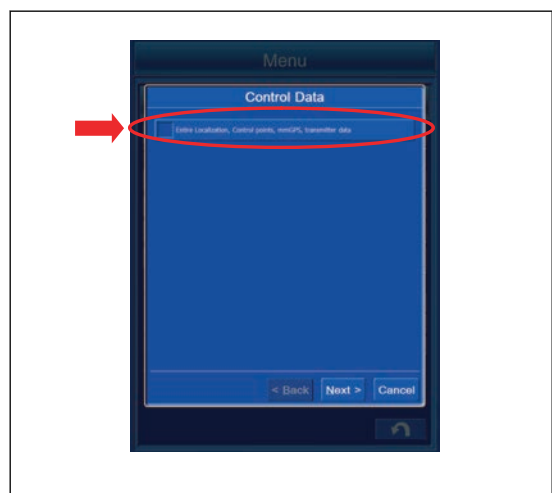 Menu
Control Data
Entire Localization, Control points, mmGPS, transmitter data
< Back Next > Cancel